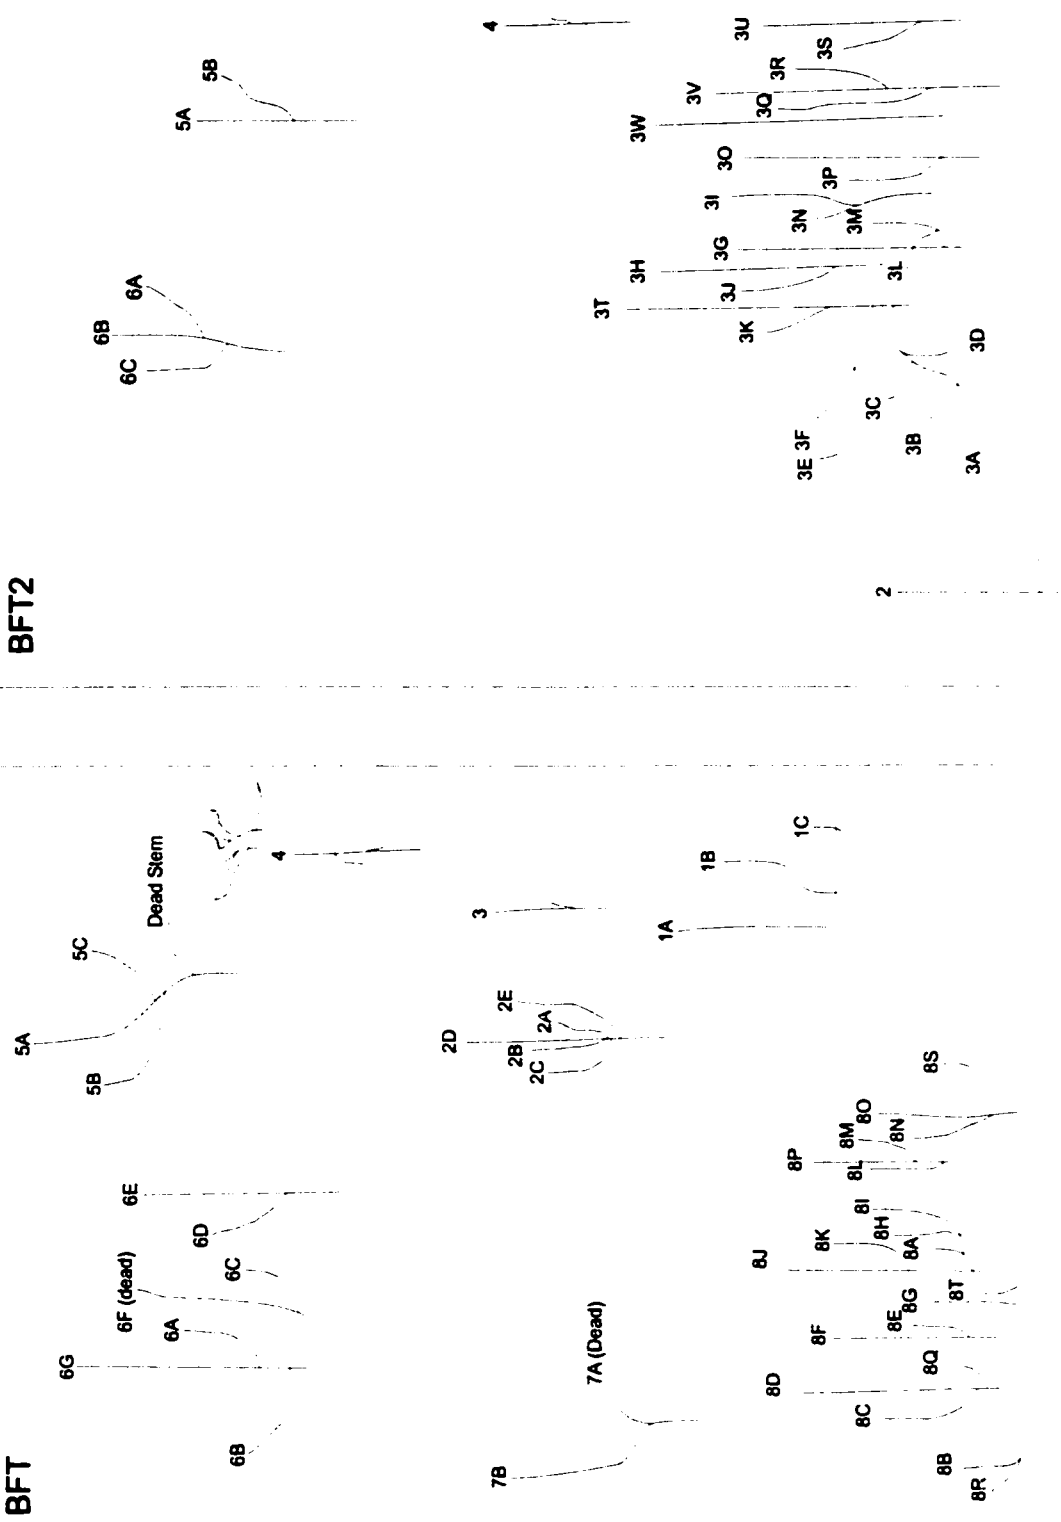 BFT
5A
6G
5C
5B
6E
6F (dead)
Dead Stem
6A
6D
6C
6B
4
2D
3
7B
2E
2B
2C
2A
7A (Dead)
1A
1B
8J
8D
8P
1C
8F
8K
8M
8L
8O
8I
8C
8H
8N
8E
8A
8G
8S
8Q
8B
8T
8R
BFT2
6B
6C
6A
5A
5B
4
3T
3H
3W
3V
3I
3G
3O
3J
3U
3K
3Q
3R
3E
3F
3N
3S
3P
3M
3C
2
3L
3B
3A
3D